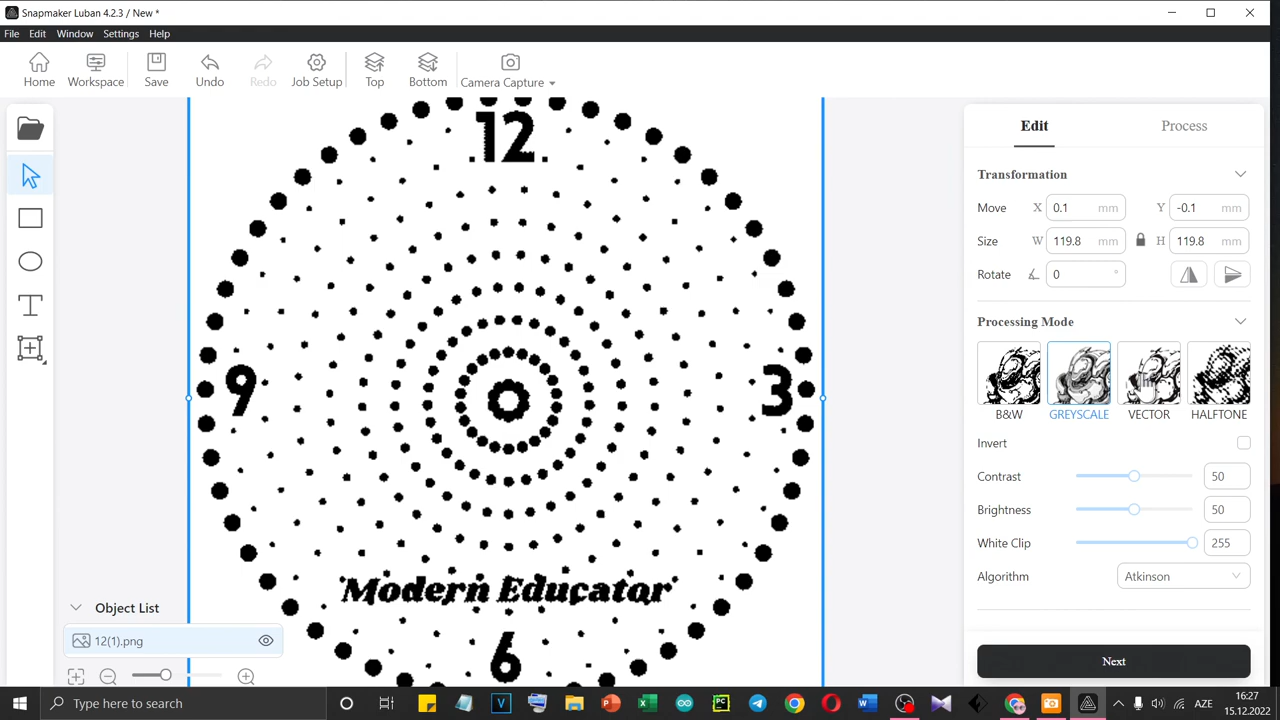 Snapmaker Luban 4.2.3 / New *
File Edit Window Settings Help
Home Workspace Save Undo Redo Job Setup Top Bottom Camera Capture
Edit Process
Transformation
Move X 0.1 mm Y -0.1 mm
Size W 119.8 mm H 119.8 mm
Rotate 0 °
Processing Mode
B&W GREYSCALE VECTOR HALFTONE
Invert
Contrast 50
Brightness 50
White Clip 255
Algorithm Atkinson
Next
12
9 3
Modern Educator
6
Object List
12(1).png
Type here to search
AZE
16:27
15.12.2022